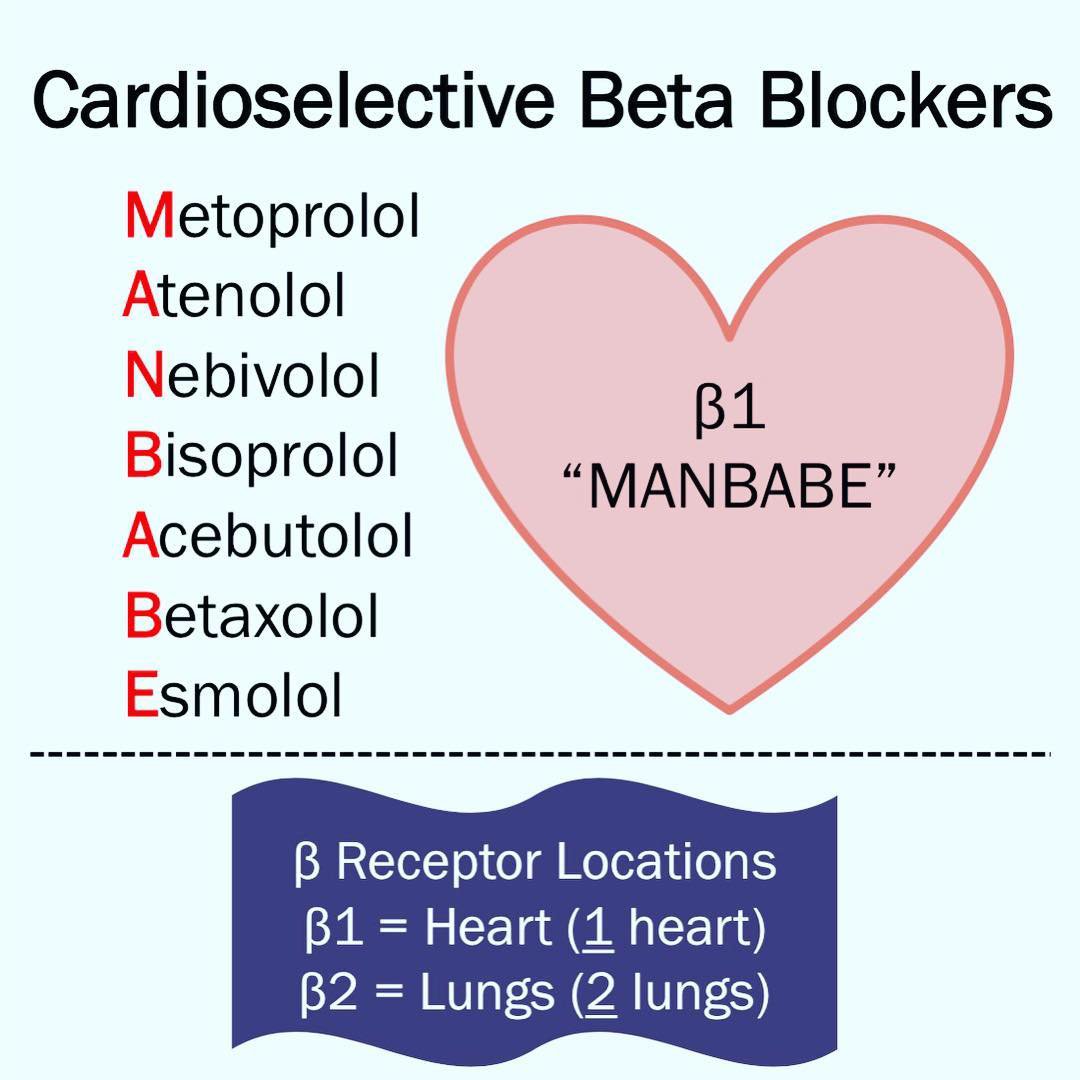 Cardioselective Beta Blockers
Metoprolol
Atenolol
Nebivolol
Bisoprolol
Acebutolol
Betaxolol
Esmolol
β1
“MANBABE”
β Receptor Locations
β1 = Heart (1 heart)
β2 = Lungs (2 lungs)